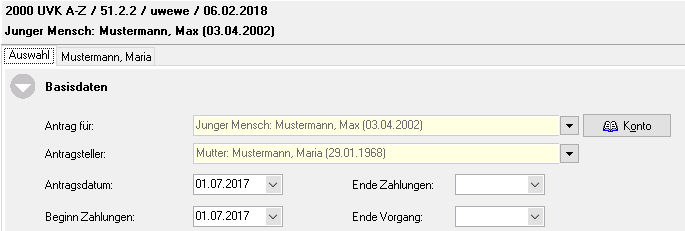 2000 UVK A-Z / 51.2.2 / uwewe / 06.02.2018
Junger Mensch: Mustermann, Max (03.04.2002)
Auswahl Mustermann, Maria
Basisdaten
Antrag für: Junger Mensch: Mustermann, Max (03.04.2002) Konto
Antragsteller: Mutter: Mustermann, Maria (29.01.1968)
Antragsdatum: 01.07.2017 Ende Zahlungen:
Beginn Zahlungen: 01.07.2017 Ende Vorgang: